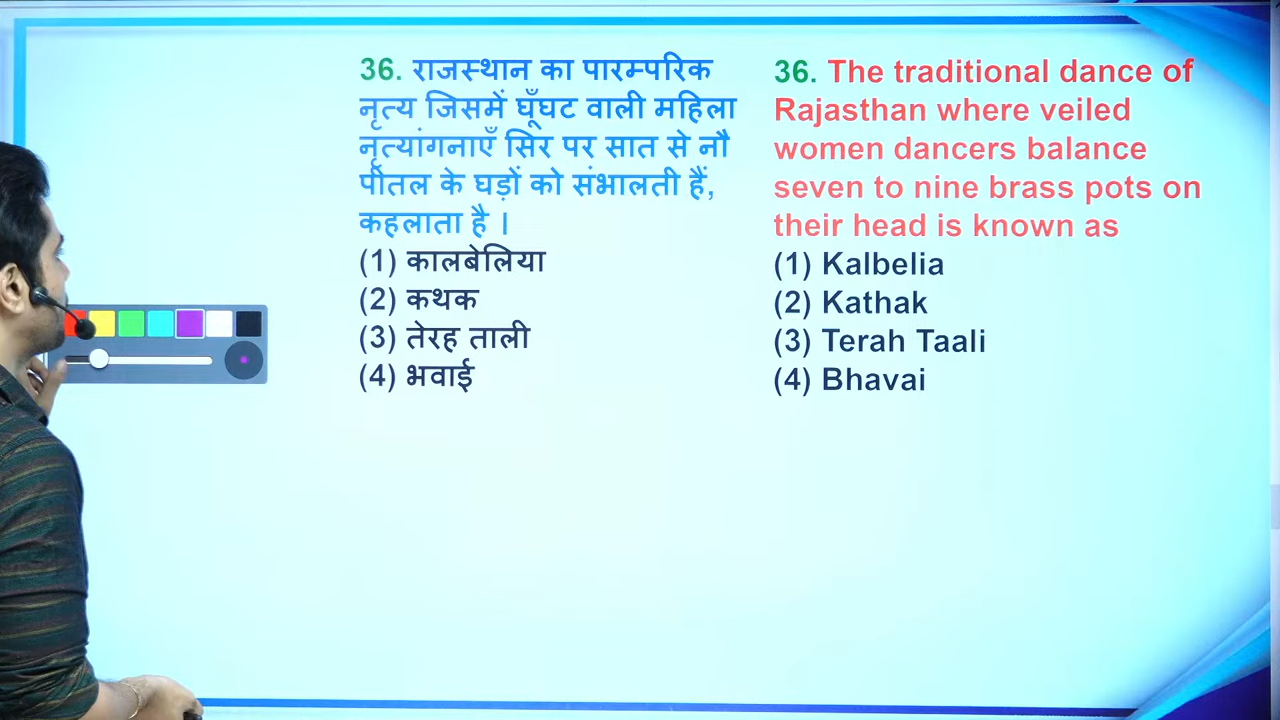 36. राजस्थान का पारम्परिक
नृत्य जिसमें घूँघट वाली महिला
नृत्यांगनाएँ सिर पर सात से नौ
पीतल के घड़ों को संभालती हैं,
कहलाता है ।
(1) कालबेलिया
(2) कथक
(3) तेरह ताली
(4) भवाई
36. The traditional dance of
Rajasthan where veiled
women dancers balance
seven to nine brass pots on
their head is known as
(1) Kalbelia
(2) Kathak
(3) Terah Taali
(4) Bhavai